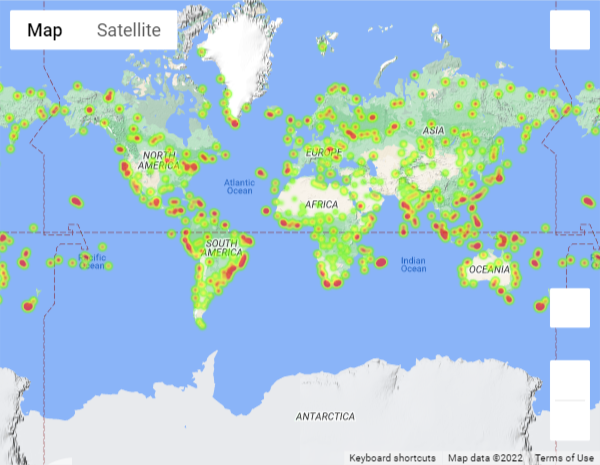 Map
Satellite
NORTH
AMERICA
EUROPE
ASIA
Atlantic
Ocean
AFRICA
SOUTH
AMERICA
Pacific
Ocean
Indian
Ocean
OCEANIA
ANTARCTICA
Keyboard shortcuts
Map data ©2022
Terms of Use